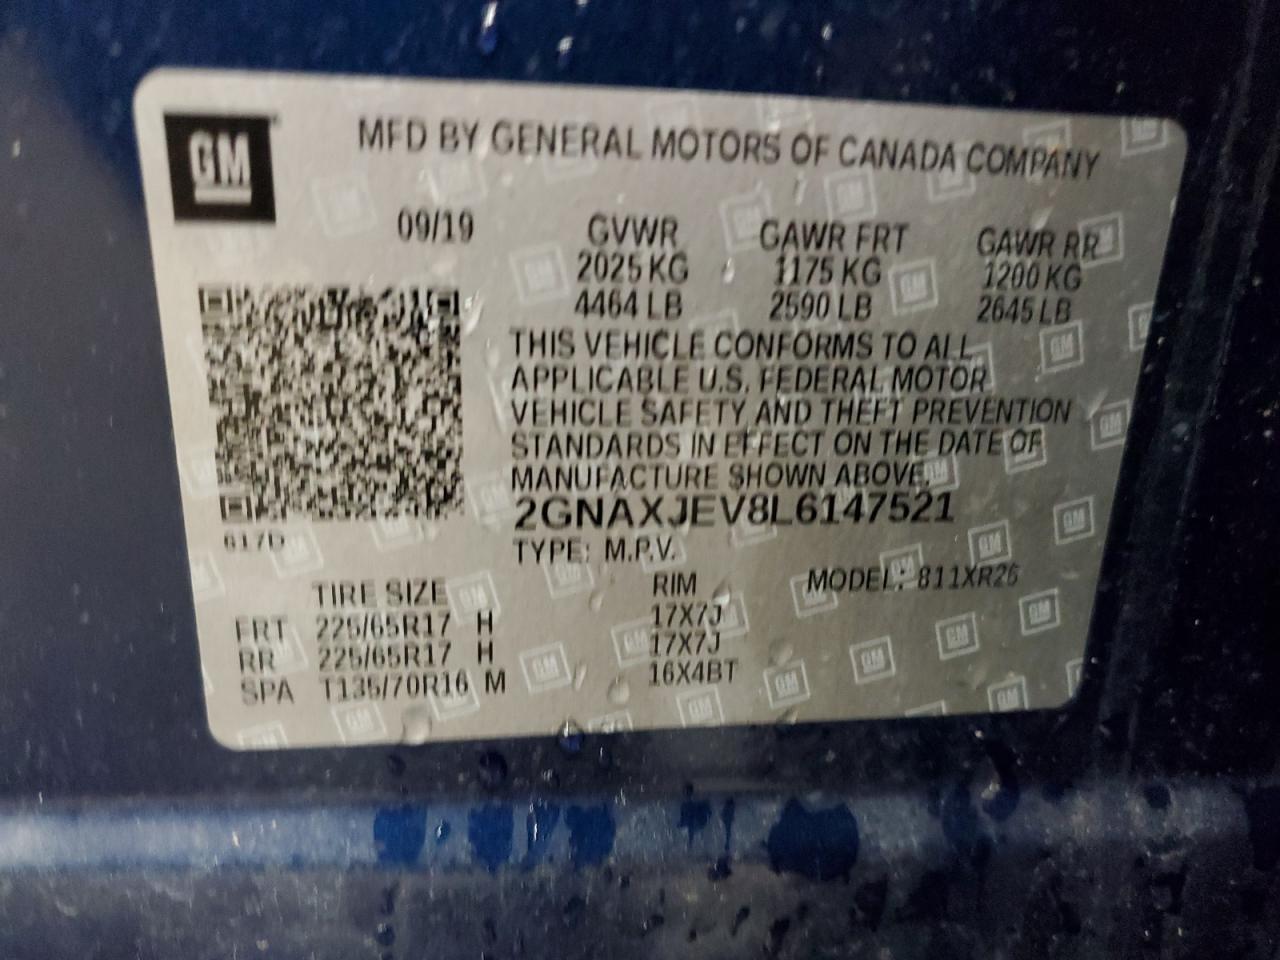 GM
MFD BY GENERAL MOTORS OF CANADA COMPANY
09/19 GVWR GAWR FRT GAWR RR
2025 KG 1175 KG 1200 KG
4464 LB 2590 LB 2645 LB
THIS VEHICLE CONFORMS TO ALL
APPLICABLE U.S. FEDERAL MOTOR
VEHICLE SAFETY AND THEFT PREVENTION
STANDARDS IN EFFECT ON THE DATE OF
MANUFACTURE SHOWN ABOVE.
2GNAXJEV8L6147521
617D
TYPE: M.P.V.
TIRE SIZE RIM MODEL: 811XR26
FRT 225/65R17 H 17X7J
RR 225/65R17 H 17X7J
SPA T135/70R16 M 16X4BT